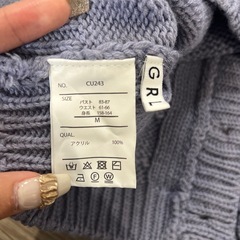 NO. CU243
SIZE
バスト 83-87
ウエスト 61-66
身長 158-164
M
QUAL
アクリル 100%
GRL